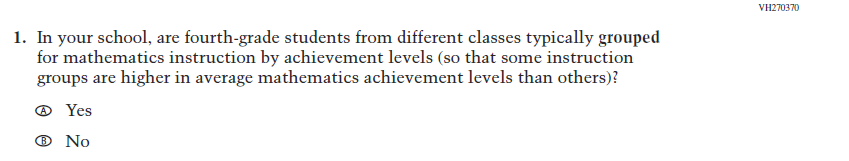 VH270370
1. In your school, are fourth-grade students from different classes typically grouped
for mathematics instruction by achievement levels (so that some instruction
groups are higher in average mathematics achievement levels than others)?
Ⓐ Yes
Ⓑ No